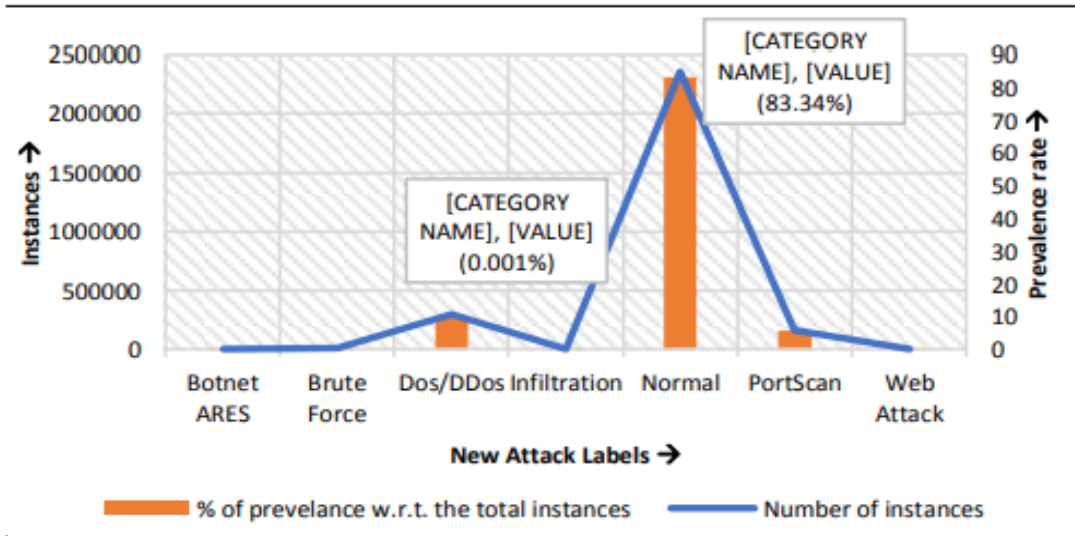 [CATEGORY
NAME], [VALUE]
(83.34%)
[CATEGORY
NAME], [VALUE]
(0.001%)
Instances →
2500000
2000000
1500000
1000000
500000
0
90
80
70
60
50
40
30
20
10
0
Prevalence rate →
Botnet
ARES
Brute
Force
Dos/DDos
Infiltration
Normal
PortScan
Web
Attack
New Attack Labels →
% of prevelance w.r.t. the total instances
Number of instances